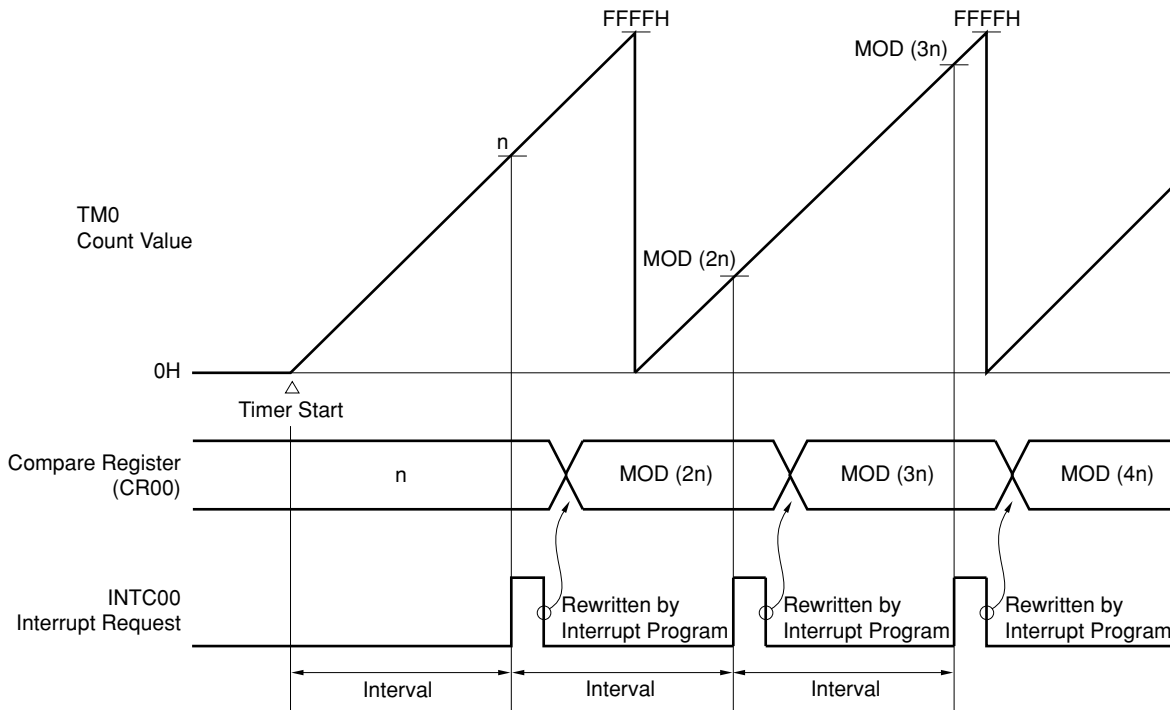 FFFFH
FFFFH
MOD (3n)
n
TM0
Count Value
MOD (2n)
0H
Timer Start
Compare Register
(CR00)
n
MOD (2n)
MOD (3n)
MOD (4n)
INTC00
Interrupt Request
Rewritten by
Interrupt Program
Rewritten by
Interrupt Program
Rewritten by
Interrupt Program
Interval
Interval
Interval